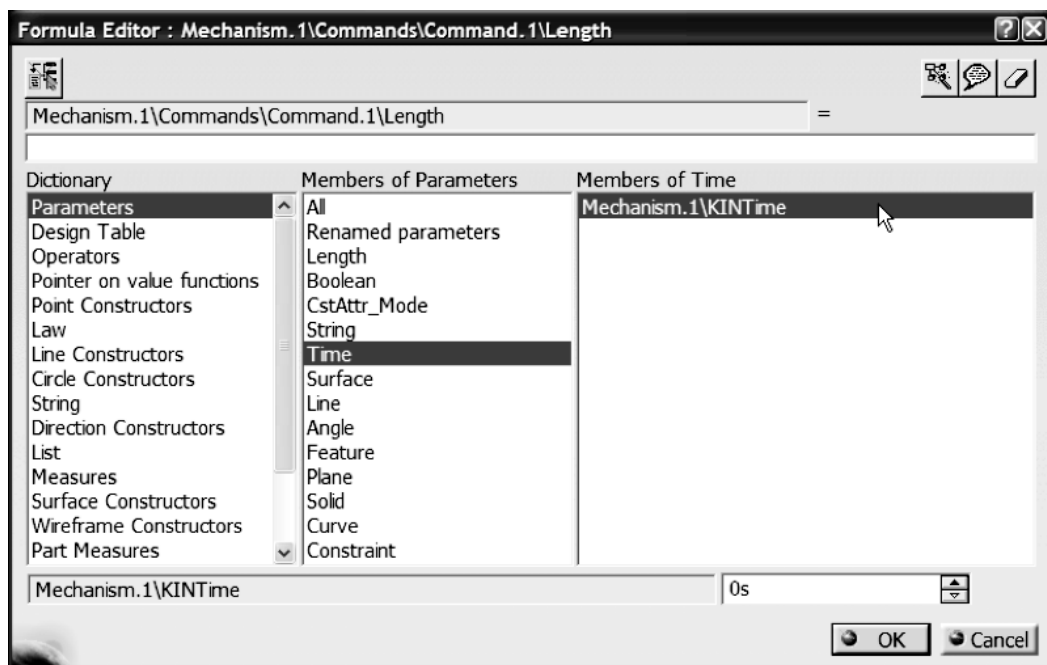 Formula Editor : Mechanism.1\Commands\Command.1\Length
Mechanism.1\Commands\Command.1\Length =
Dictionary
Parameters
Design Table
Operators
Pointer on value functions
Point Constructors
Law
Line Constructors
Circle Constructors
String
Direction Constructors
List
Measures
Surface Constructors
Wireframe Constructors
Part Measures
Members of Parameters
All
Renamed parameters
Length
Boolean
CstAttr_Mode
String
Time
Surface
Line
Angle
Feature
Plane
Solid
Curve
Constraint
Members of Time
Mechanism.1\KINTime
Mechanism.1\KINTime
0s
OK
Cancel